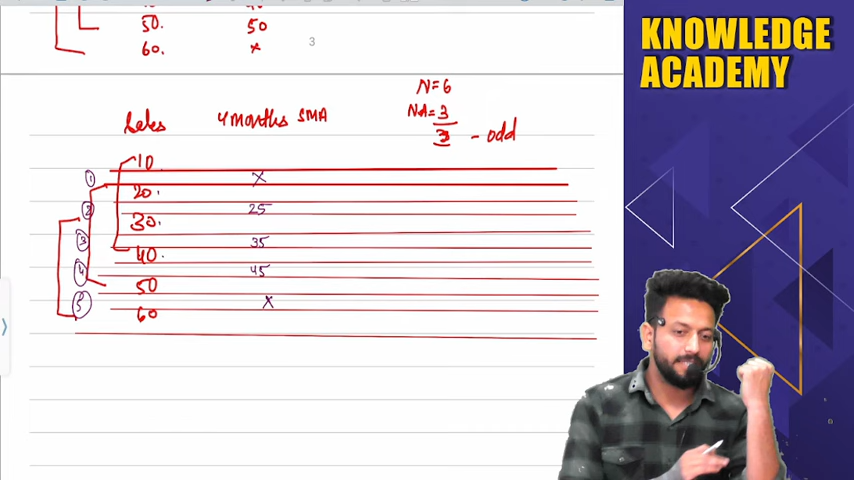 50. 50
60. x
3
KNOWLEDGE
ACADEMY
N=6
Sales 4 months SMA
NA=3
3 - odd
10
① x
20.
② 25
30.
③ 35
40.
④ 45
50
⑤ x
60